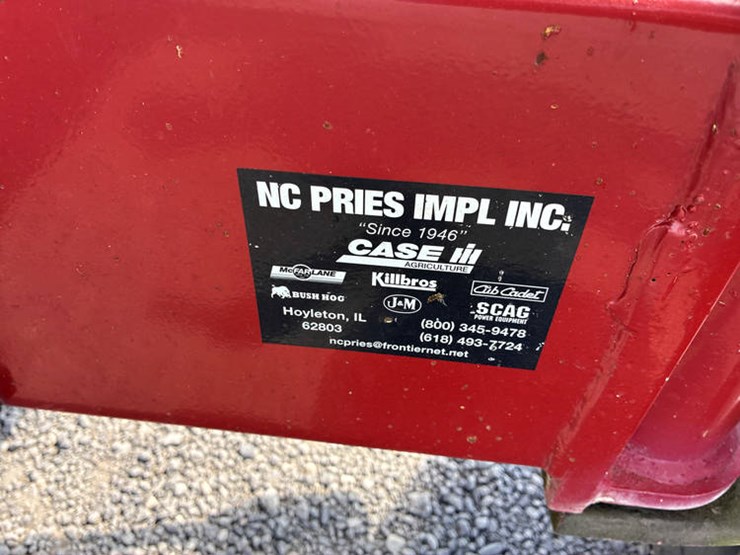 NC PRIES IMPL INC.
"Since 1946"
CASE IH
AGRICULTURE
McFARLANE
Killbros
Cub Cadet
BUSH HOG
J&M
SCAG
POWER EQUIPMENT
Hoyleton, IL
62803
(800) 345-9478
(618) 493-7724
ncpries@frontiernet.net